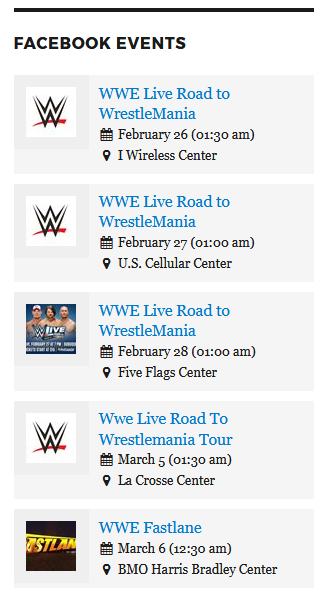 FACEBOOK EVENTS
WWE Live Road to
WrestleMania
February 26 (01:30 am)
I Wireless Center
WWE Live Road to
WrestleMania
February 27 (01:00 am)
U.S. Cellular Center
LIVE
WWE Live Road to
WrestleMania
February 28 (01:00 am)
Five Flags Center
Wwe Live Road To
Wrestlemania Tour
March 5 (01:30 am)
La Crosse Center
ASTLAN
WWE Fastlane
March 6 (12:30 am)
BMO Harris Bradley Center